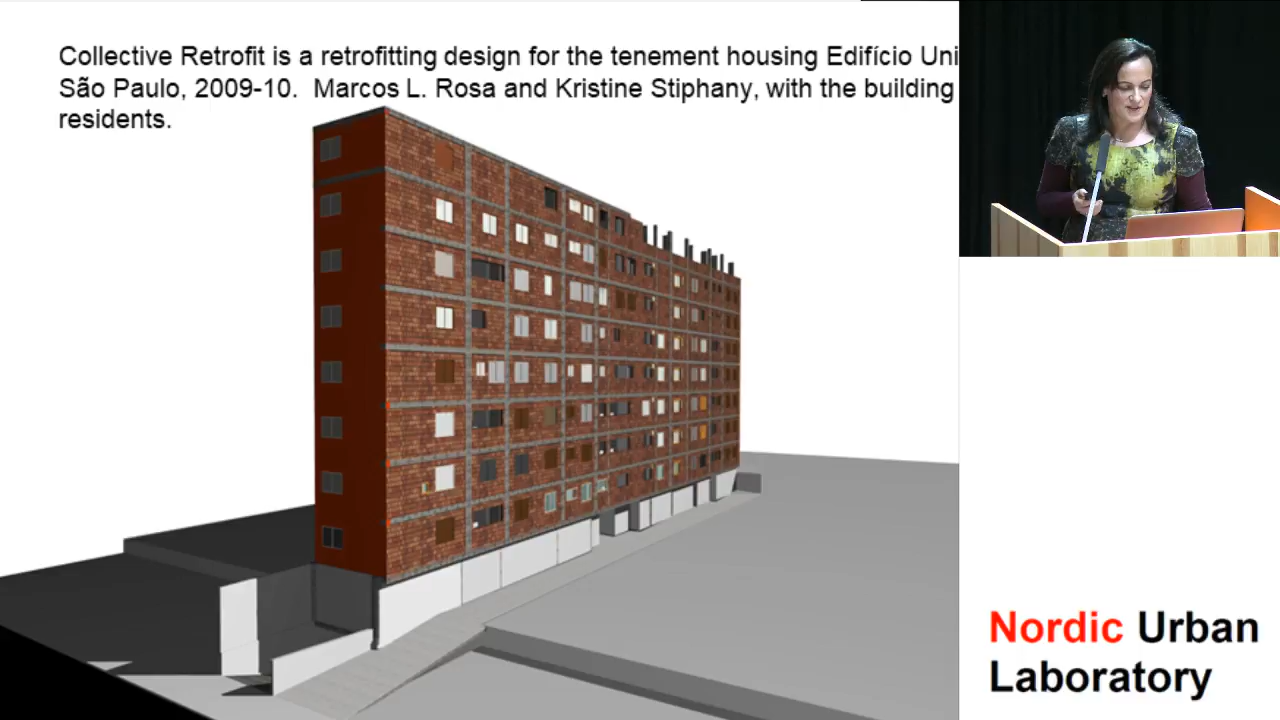 Collective Retrofit is a retrofitting design for the tenement housing Edifício Uni
São Paulo, 2009-10. Marcos L. Rosa and Kristine Stiphany, with the building
residents.
Nordic Urban
Laboratory